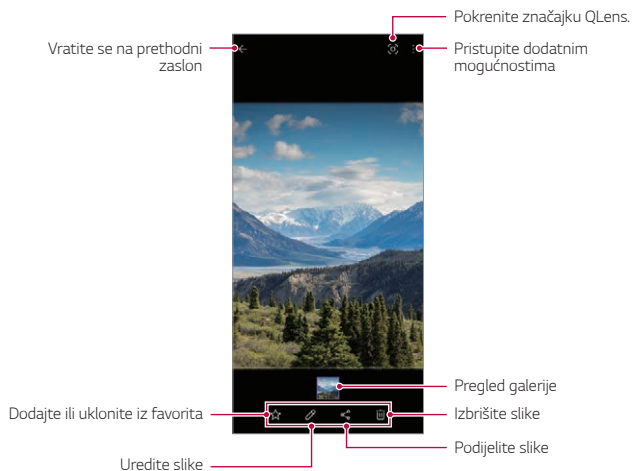 Pokrenite značajku QLens.
Vratite se na prethodni
zaslon
Pristupite dodatnim
mogućnostima
Pregled galerije
Dodajte ili uklonite iz favorita
Izbrišite slike
Podijelite slike
Uredite slike